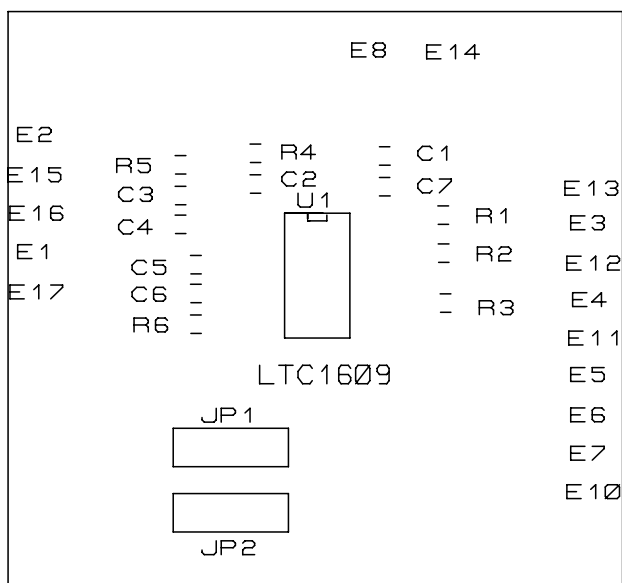 E8 E14
E2
R4 C1
R5
E15 C2 C7 E13
C3
U1
E16 R1 E3
C4
E1 R2 E12
C5
E17 C6 E4
R3
R6
E11
LTC1609 E5
JP1 E6
E7
E10
JP2